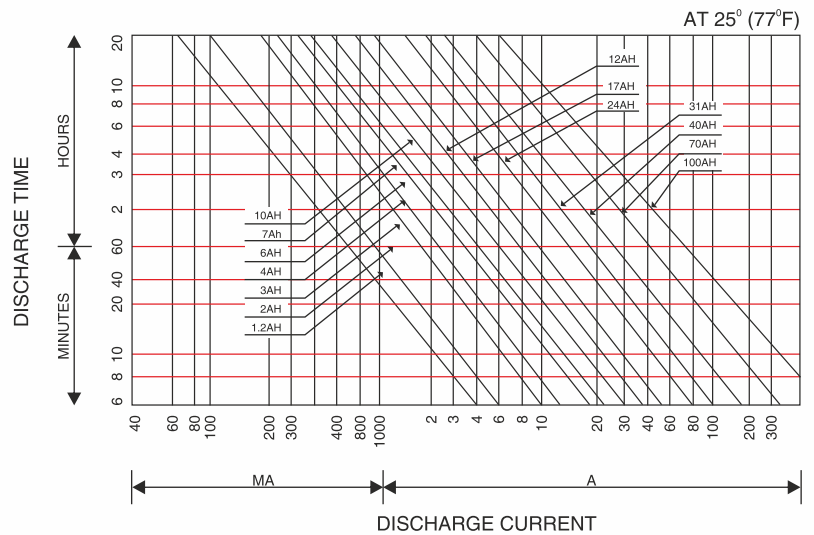 AT 25⁰ (77⁰F)
DISCHARGE TIME
HOURS
MINUTES
20
10
8
6
4
3
2
60
40
20
10
8
6
12AH
17AH
24AH
31AH
40AH
70AH
100AH
10AH
7Ah
6AH
4AH
3AH
2AH
1.2AH
40 60 80 100 200 300 400 800 1000 2 3 4 6 8 10 20 30 40 60 80 100 200 300
MA A
DISCHARGE CURRENT